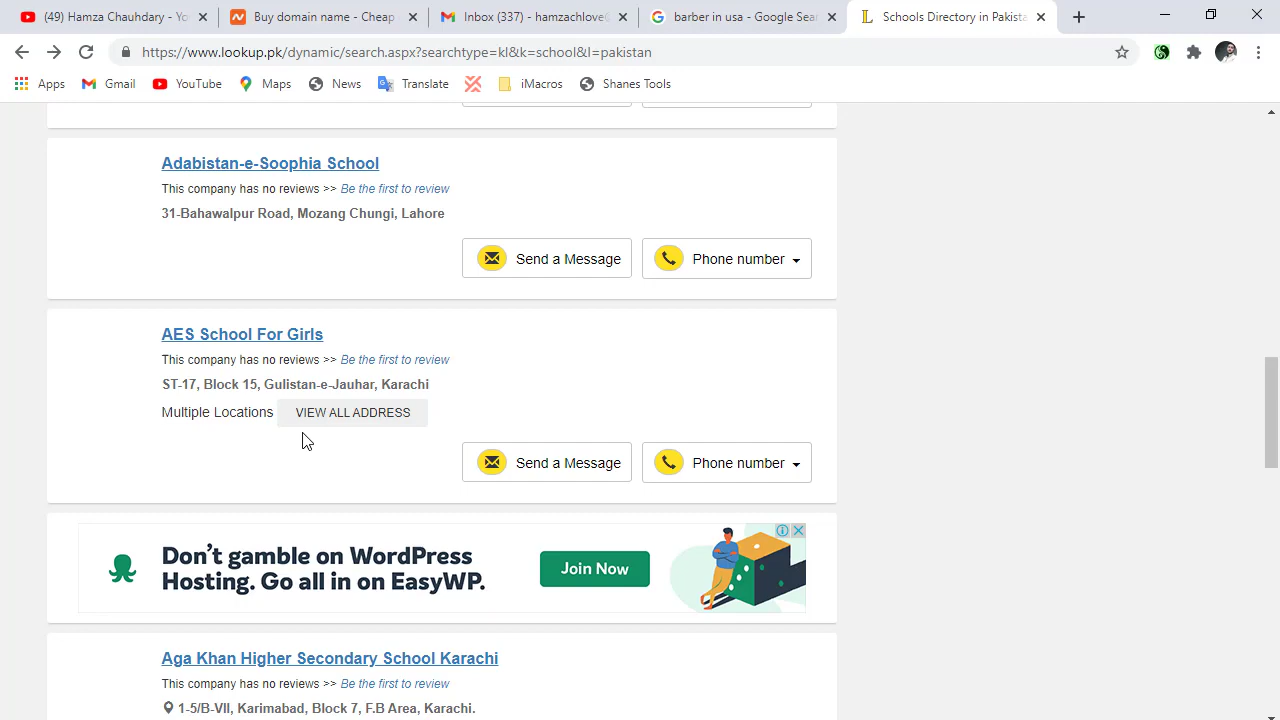 (49) Hamza Chauhdary - Yo
Buy domain name - Cheap
Inbox (337) - hamzachlove@
barber in usa - Google Sear
Schools Directory in Pakista
https://www.lookup.pk/dynamic/search.aspx?searchtype=kl&k=school&l=pakistan
Apps
Gmail
YouTube
Maps
News
Translate
iMacros
Shanes Tools
Adabistan-e-Soophia School
This company has no reviews >> Be the first to review
31-Bahawalpur Road, Mozang Chungi, Lahore
Send a Message
Phone number
AES School For Girls
This company has no reviews >> Be the first to review
ST-17, Block 15, Gulistan-e-Jauhar, Karachi
Multiple Locations VIEW ALL ADDRESS
Send a Message
Phone number
Don't gamble on WordPress
Hosting. Go all in on EasyWP.
Join Now
Aga Khan Higher Secondary School Karachi
This company has no reviews >> Be the first to review
1-5/B-VII, Karimabad, Block 7, F.B Area, Karachi.